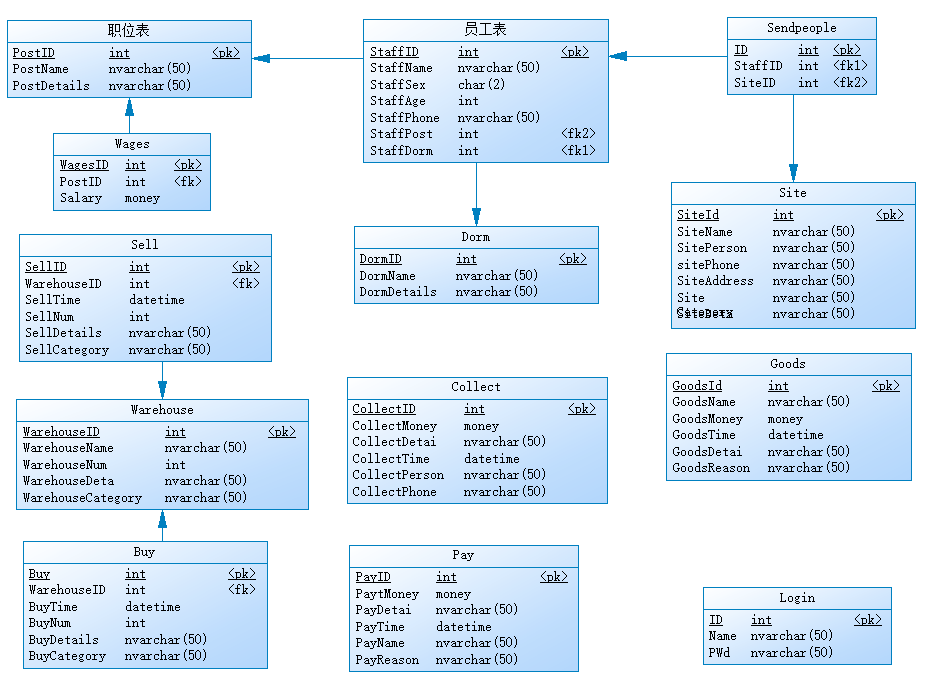 职位表
PostID int <pk>
PostName nvarchar(50)
PostDetails nvarchar(50)
员工表
StaffID int <pk>
StaffName nvarchar(50)
StaffSex char(2)
StaffAge int
StaffPhone nvarchar(50)
StaffPost int <fk2>
StaffDorm int <fk1>
Sendpeople
ID int <pk>
StaffID int <fk1>
SiteID int <fk2>
Wages
WagesID int <pk>
PostID int <fk>
Salary money
Site
SiteId int <pk>
SiteName nvarchar(50)
SitePerson nvarchar(50)
sitePhone nvarchar(50)
SiteAddress nvarchar(50)
Site nvarchar(50)
nvarchar(50)
Sell
SellID int <pk>
WarehouseID int <fk>
SellTime datetime
SellNum int
SellDetails nvarchar(50)
SellCategory nvarchar(50)
Dorm
DormID int <pk>
DormName nvarchar(50)
DormDetails nvarchar(50)
Goods
GoodsId int <pk>
GoodsName nvarchar(50)
GoodsMoney money
GoodsTime datetime
GoodsDetai nvarchar(50)
GoodsReason nvarchar(50)
Collect
CollectID int <pk>
CollectMoney money
CollectDetai nvarchar(50)
CollectTime datetime
CollectPerson nvarchar(50)
CollectPhone nvarchar(50)
Warehouse
WarehouseID int <pk>
WarehouseName nvarchar(50)
WarehouseNum int
WarehouseDeta nvarchar(50)
WarehouseCategory nvarchar(50)
Buy
Buy int <pk>
WarehouseID int <fk>
BuyTime datetime
BuyNum int
BuyDetails nvarchar(50)
BuyCategory nvarchar(50)
Pay
PayID int <pk>
PaytMoney money
PayDetai nvarchar(50)
PayTime datetime
PayName nvarchar(50)
PayReason nvarchar(50)
Login
ID int <pk>
Name nvarchar(50)
PWd nvarchar(50)